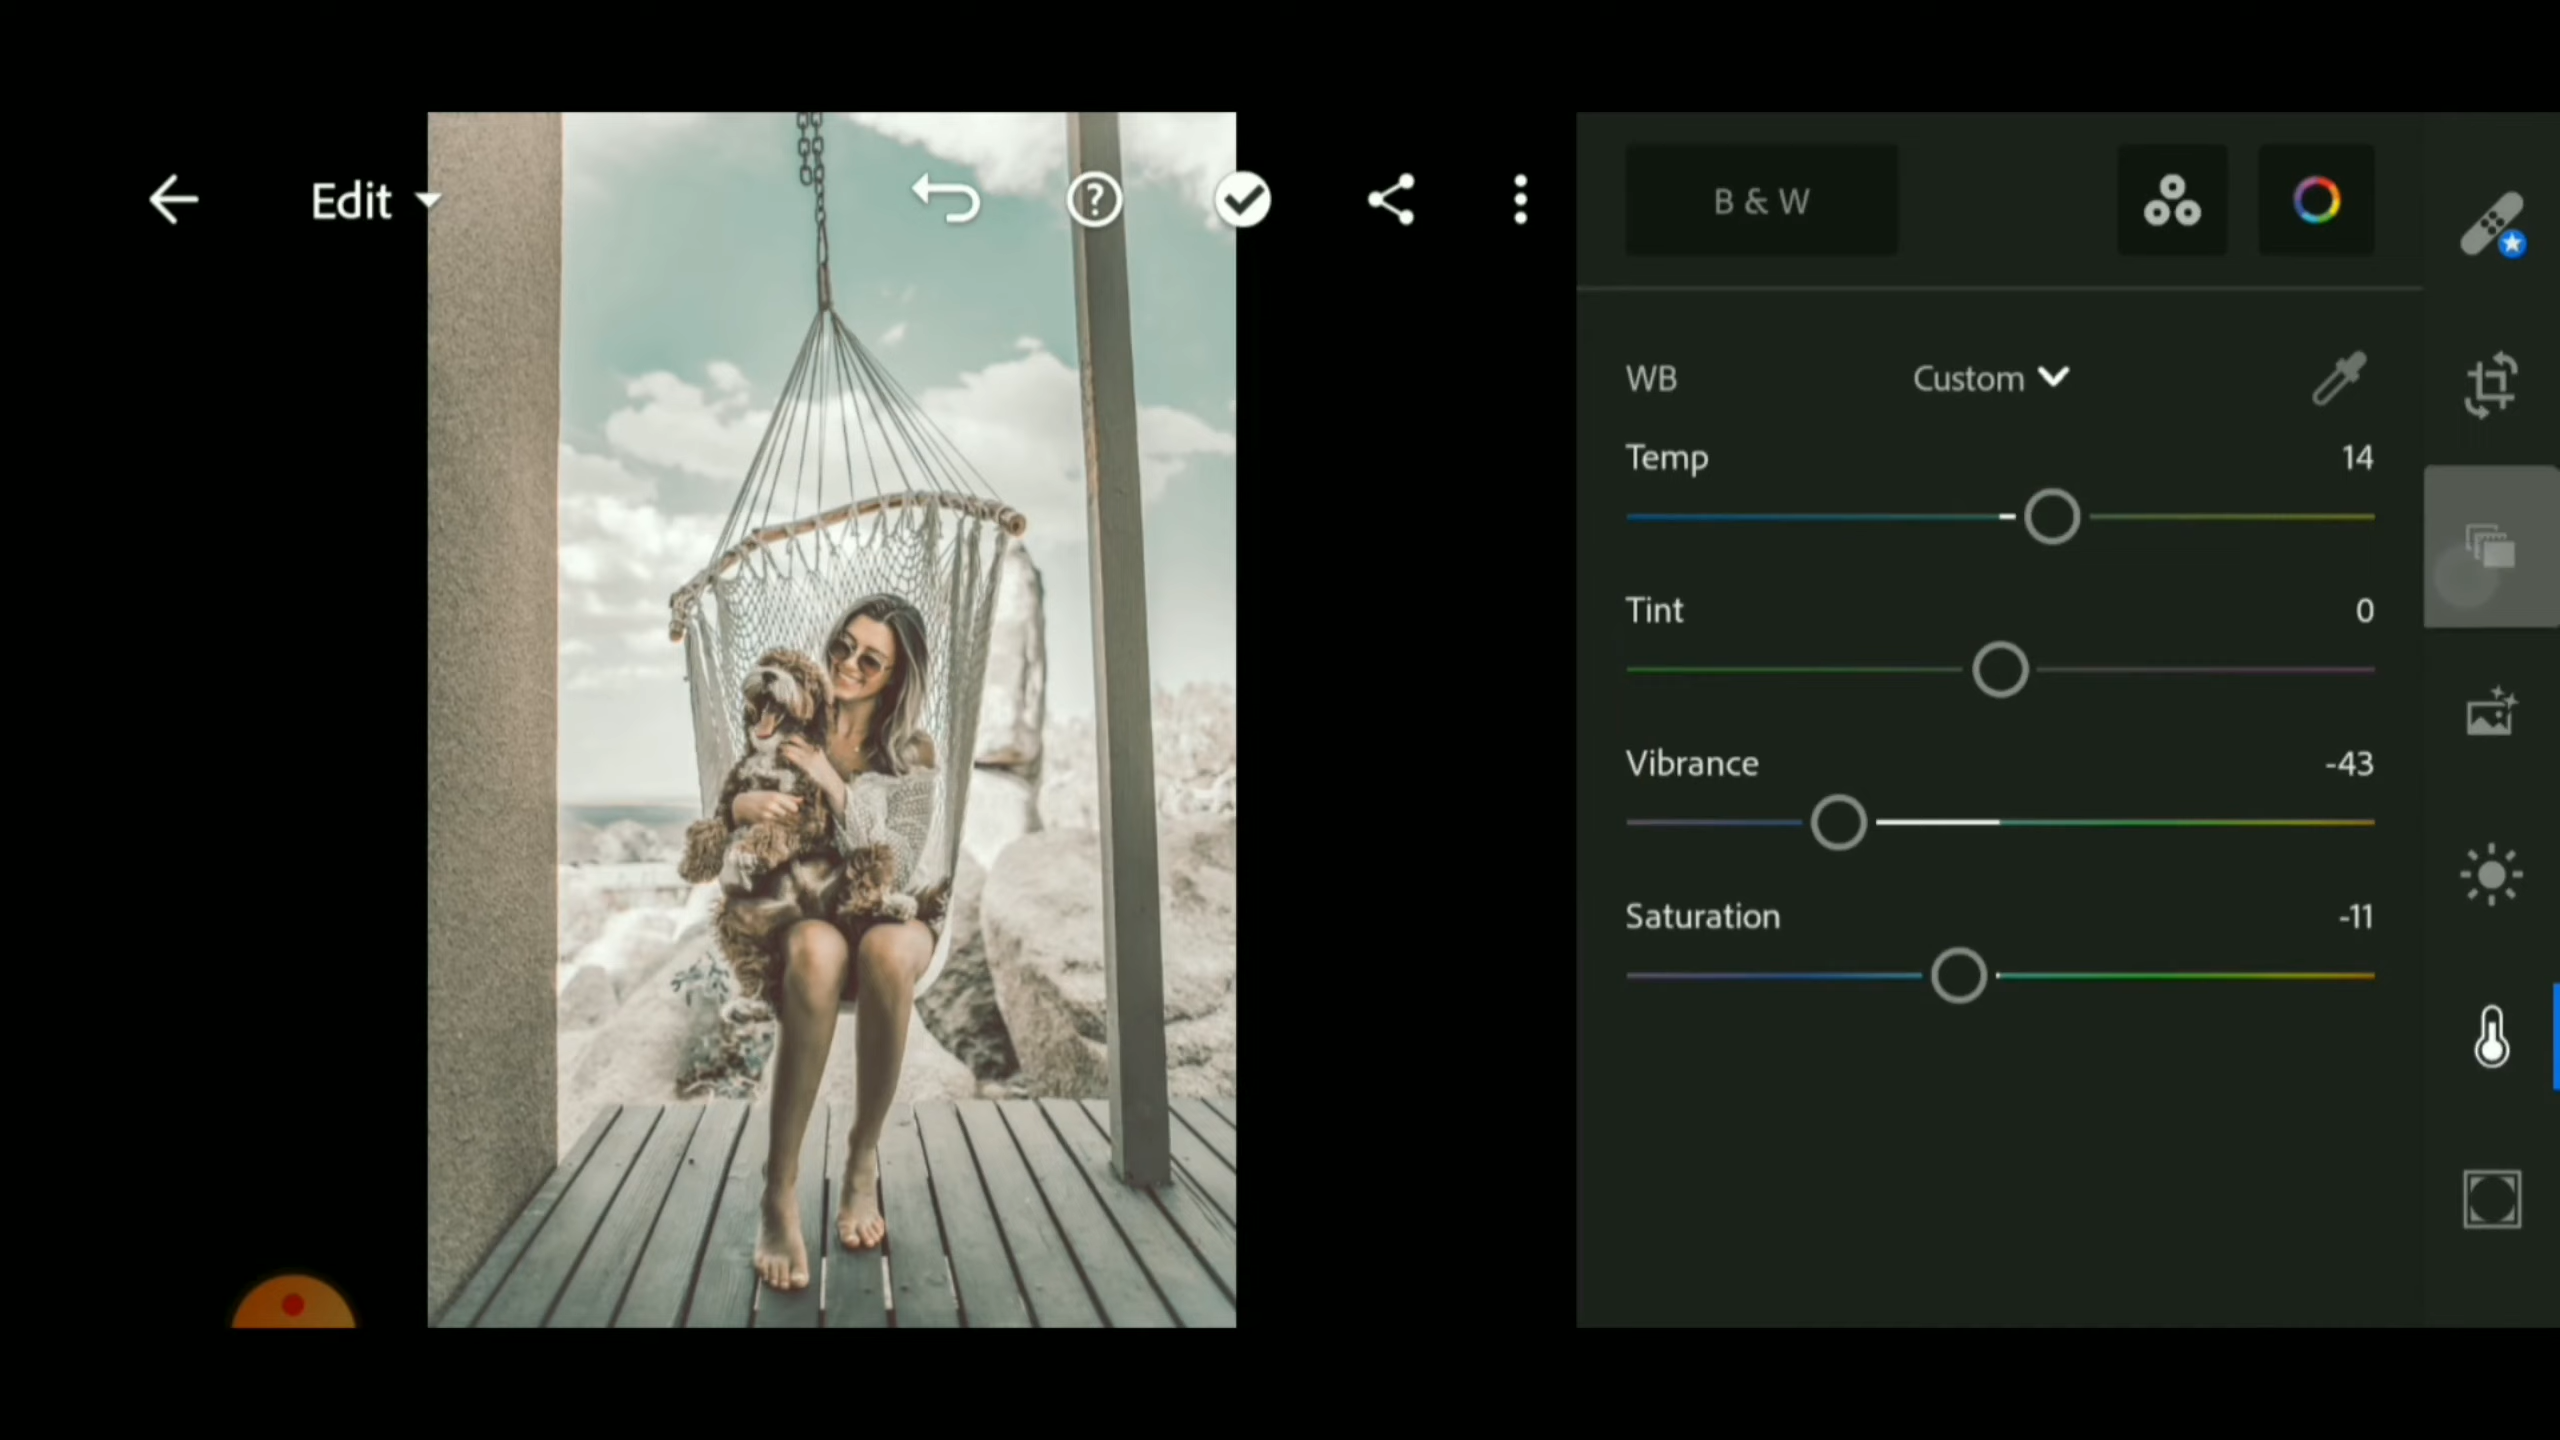 Edit
B & W
WB Custom
Temp 14
Tint 0
Vibrance -43
Saturation -11